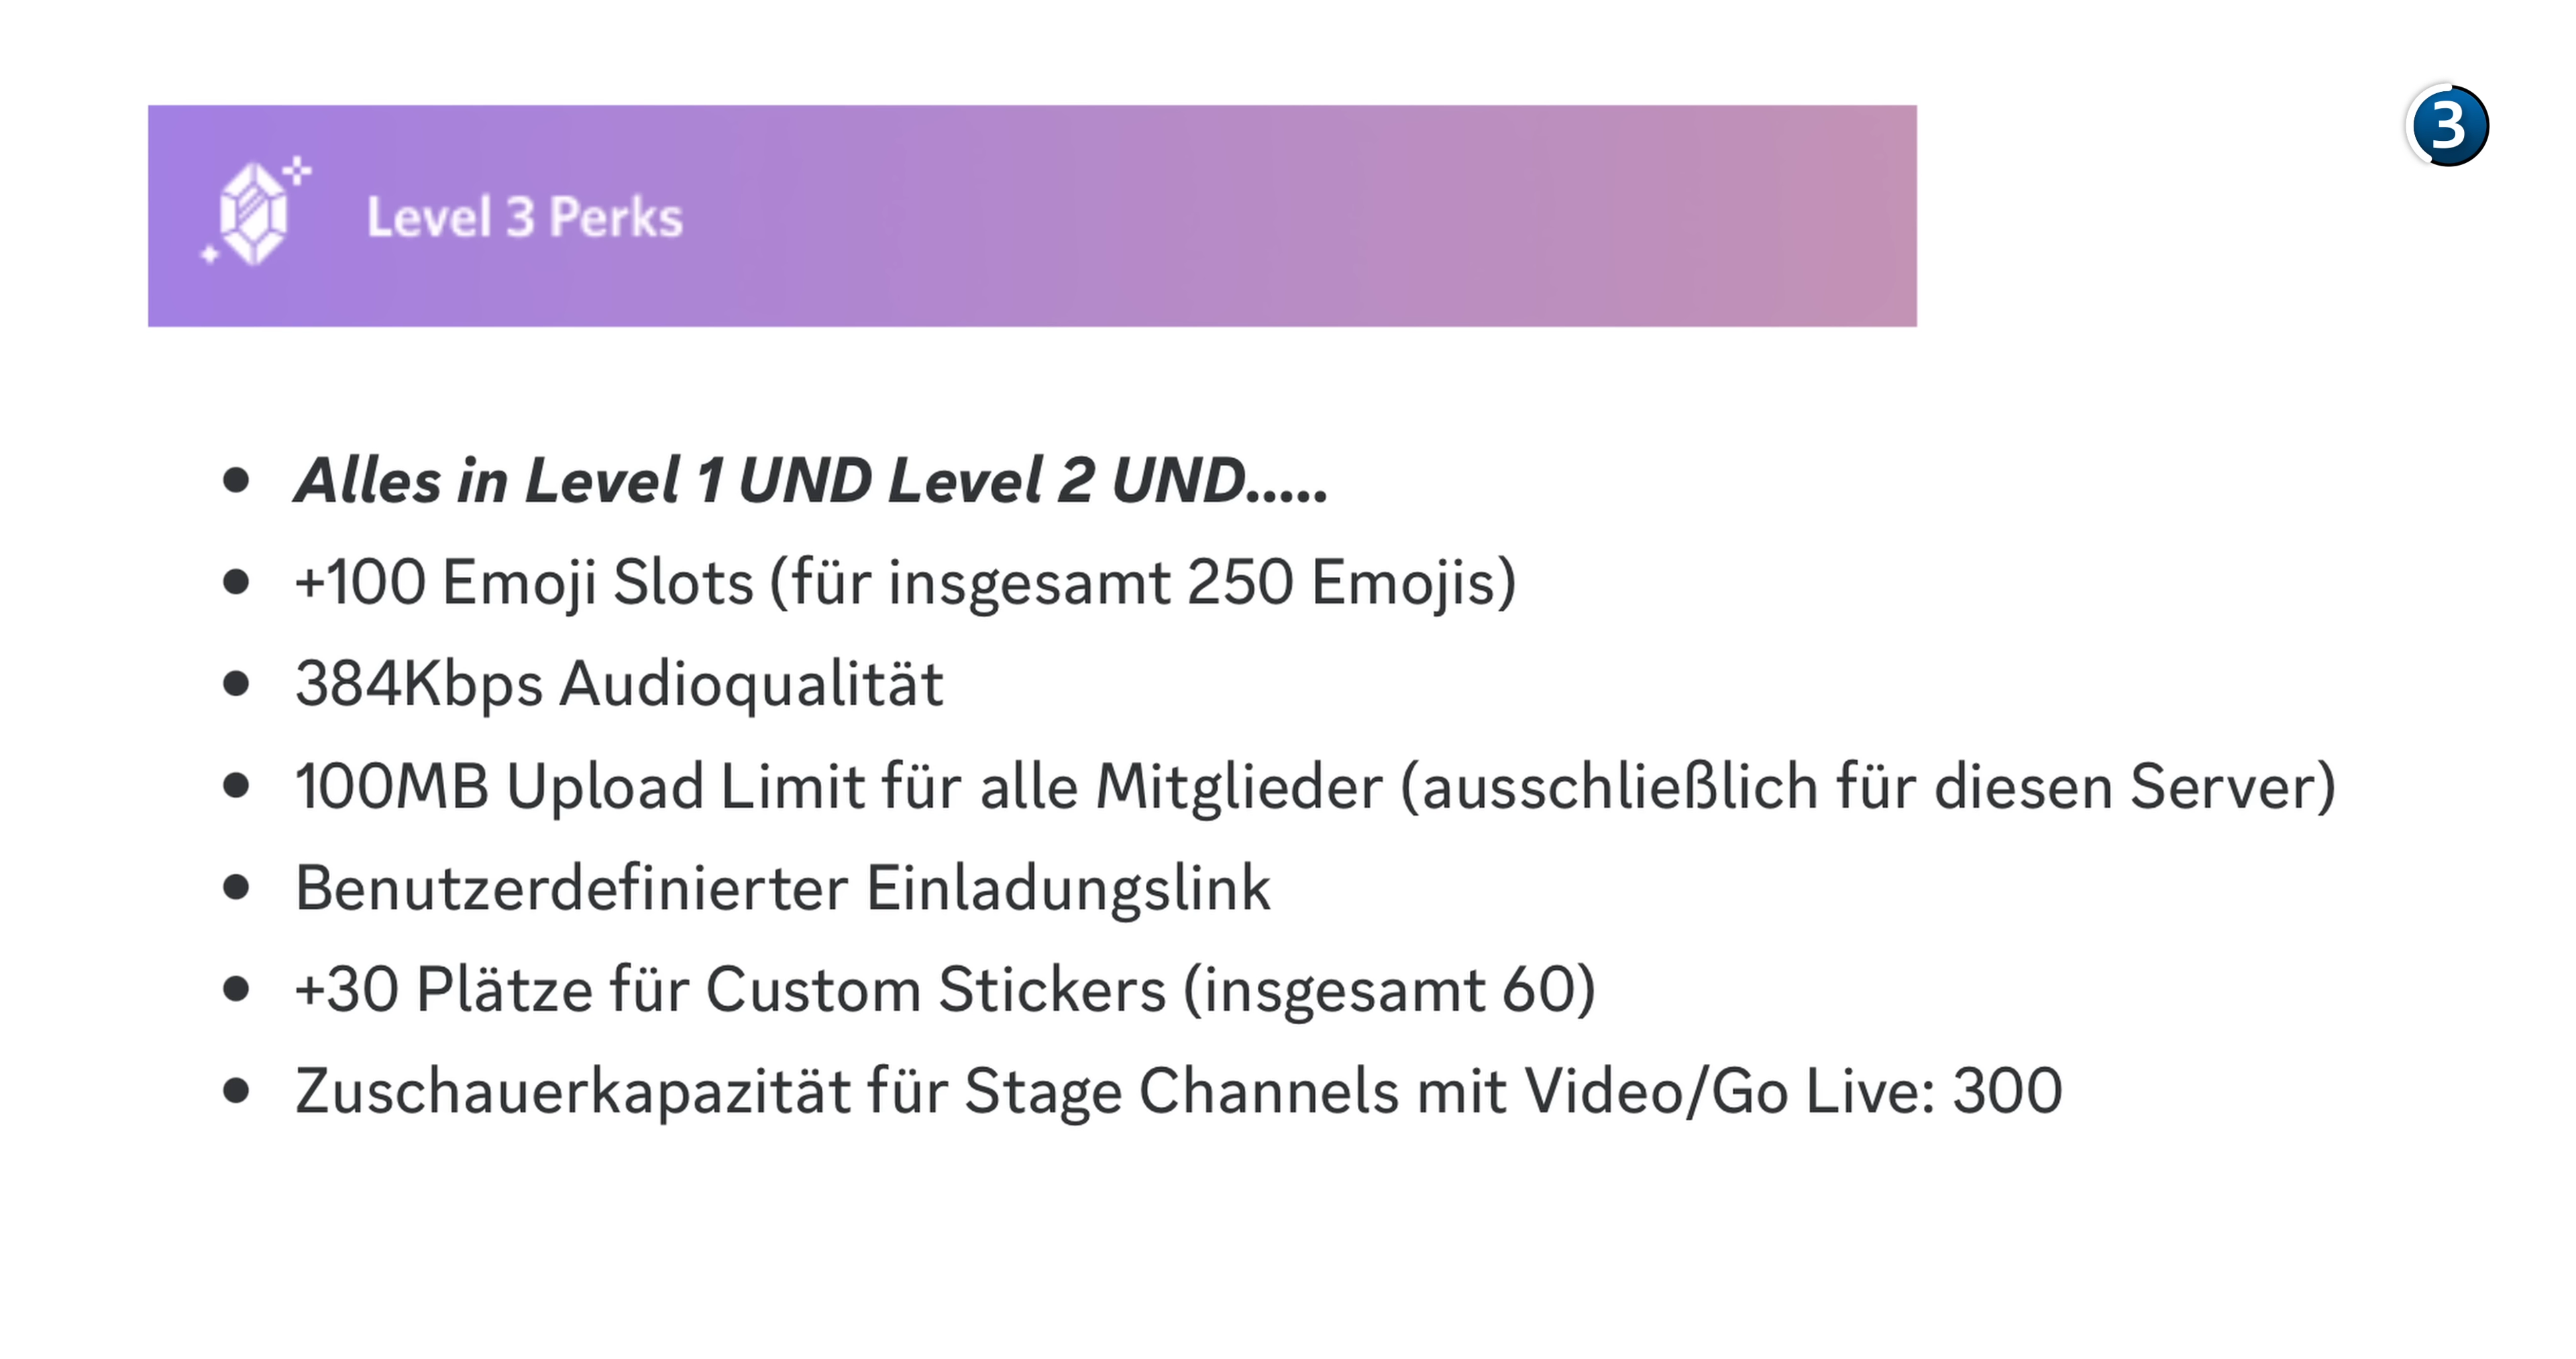 3
Level 3 Perks
Alles in Level 1 UND Level 2 UND.....
+100 Emoji Slots (für insgesamt 250 Emojis)
384Kbps Audioqualität
100MB Upload Limit für alle Mitglieder (ausschließlich für diesen Server)
Benutzerdefinierter Einladungslink
+30 Plätze für Custom Stickers (insgesamt 60)
Zuschauerkapazität für Stage Channels mit Video/Go Live: 300